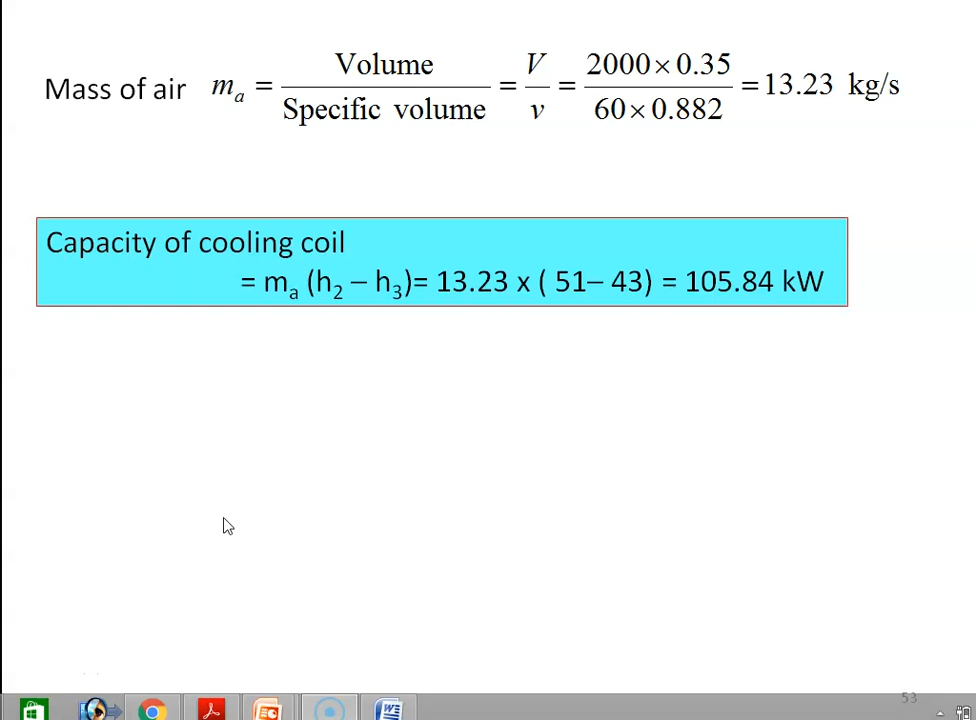 Mass of air m_a = Volume / Specific volume = V / v = 2000 × 0.35 / 60 × 0.882 = 13.23 kg/s
Capacity of cooling coil
= m_a (h_2 – h_3)= 13.23 x ( 51– 43) = 105.84 kW
53